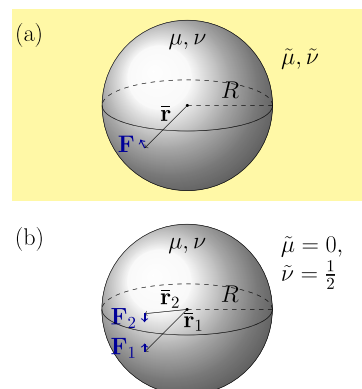 (a)
μ, ν
μ̃, ν̃
R
r̄
F
(b)
μ, ν
μ̃ = 0,
ν̃ = 1/2
R
r̄₂
F₂
r̄₁
F₁